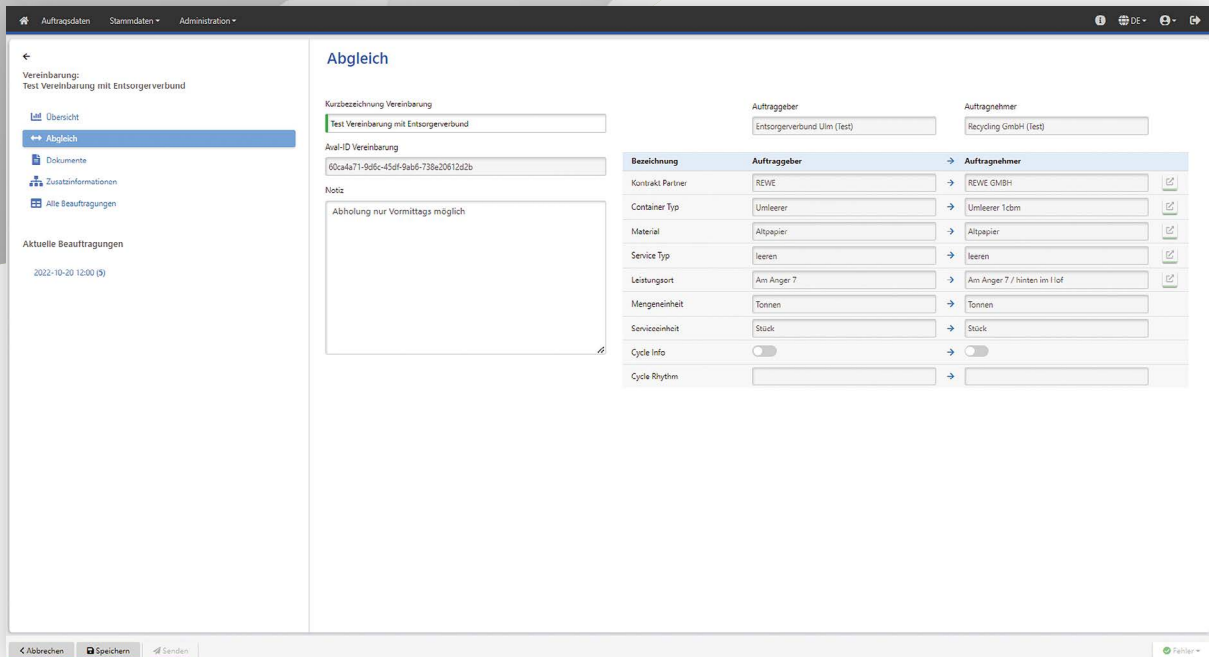 Auftragsdaten Stammdaten Administration DE
Vereinbarung:
Test Vereinbarung mit Entsorgerverbund
Übersicht
Abgleich
Dokumente
Zusatzinformationen
Alle Beauftragungen
Aktuelle Beauftragungen
2022-10-20 12:00 (5)
Abgleich
Kurzbezeichnung Vereinbarung
Test Vereinbarung mit Entsorgerverbund
Aval-ID Vereinbarung
60ca4a71-9d6c-45df-9ab6-738e20612d2b
Notiz
Abholung nur Vormittags möglich
Auftraggeber Auftragnehmer
Entsorgerverbund Ulm (Test) Recycling GmbH (Test)
Bezeichnung Auftraggeber → Auftragnehmer
Kontrakt Partner REWE → REWE GMBH
Container Typ Umleerer → Umleerer 1cbm
Material Altpapier → Altpapier
Service Typ leeren → leeren
Leistungsort Am Anger 7 → Am Anger 7 / hinten im Hof
Mengeneinheit Tonnen → Tonnen
Serviceeinheit Stück → Stück
Cycle Info →
Cycle Rhythm →
Abbrechen Speichern Senden Fehler